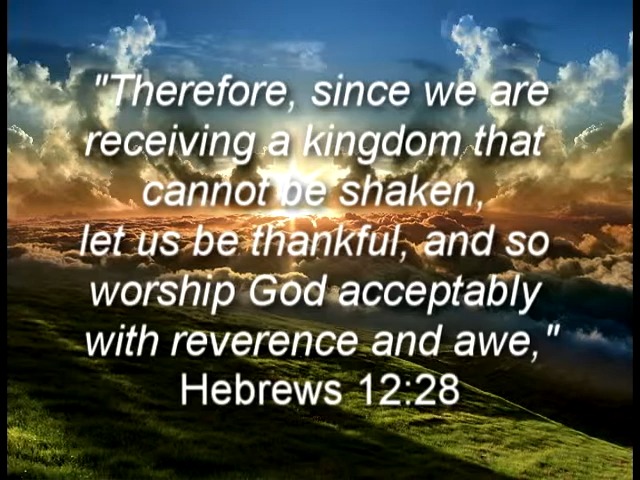 "Therefore, since we are
receiving a kingdom that
cannot be shaken,
let us be thankful, and so
worship God acceptably
with reverence and awe,"
Hebrews 12:28